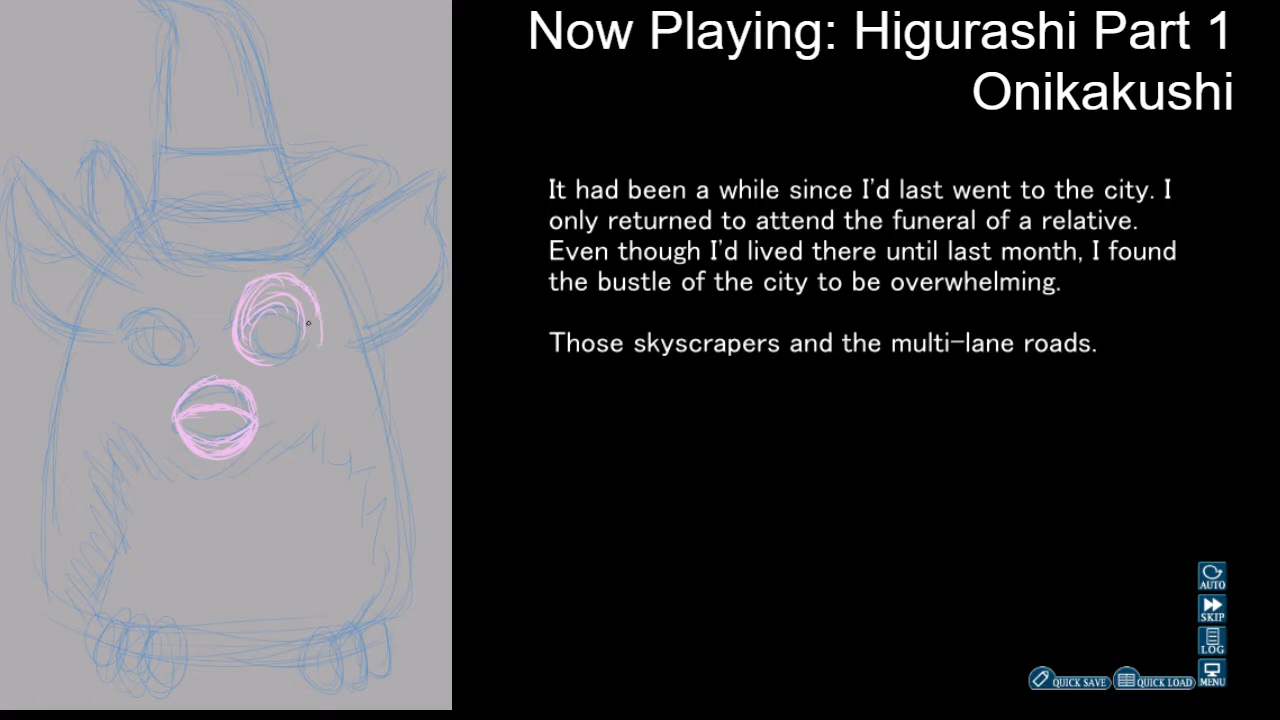 Now Playing: Higurashi Part 1
Onikakushi
It had been a while since I'd last went to the city. I
only returned to attend the funeral of a relative.
Even though I'd lived there until last month, I found
the bustle of the city to be overwhelming.
Those skyscrapers and the multi-lane roads.
AUTO
SKIP
LOG
QUICK SAVE QUICK LOAD MENU